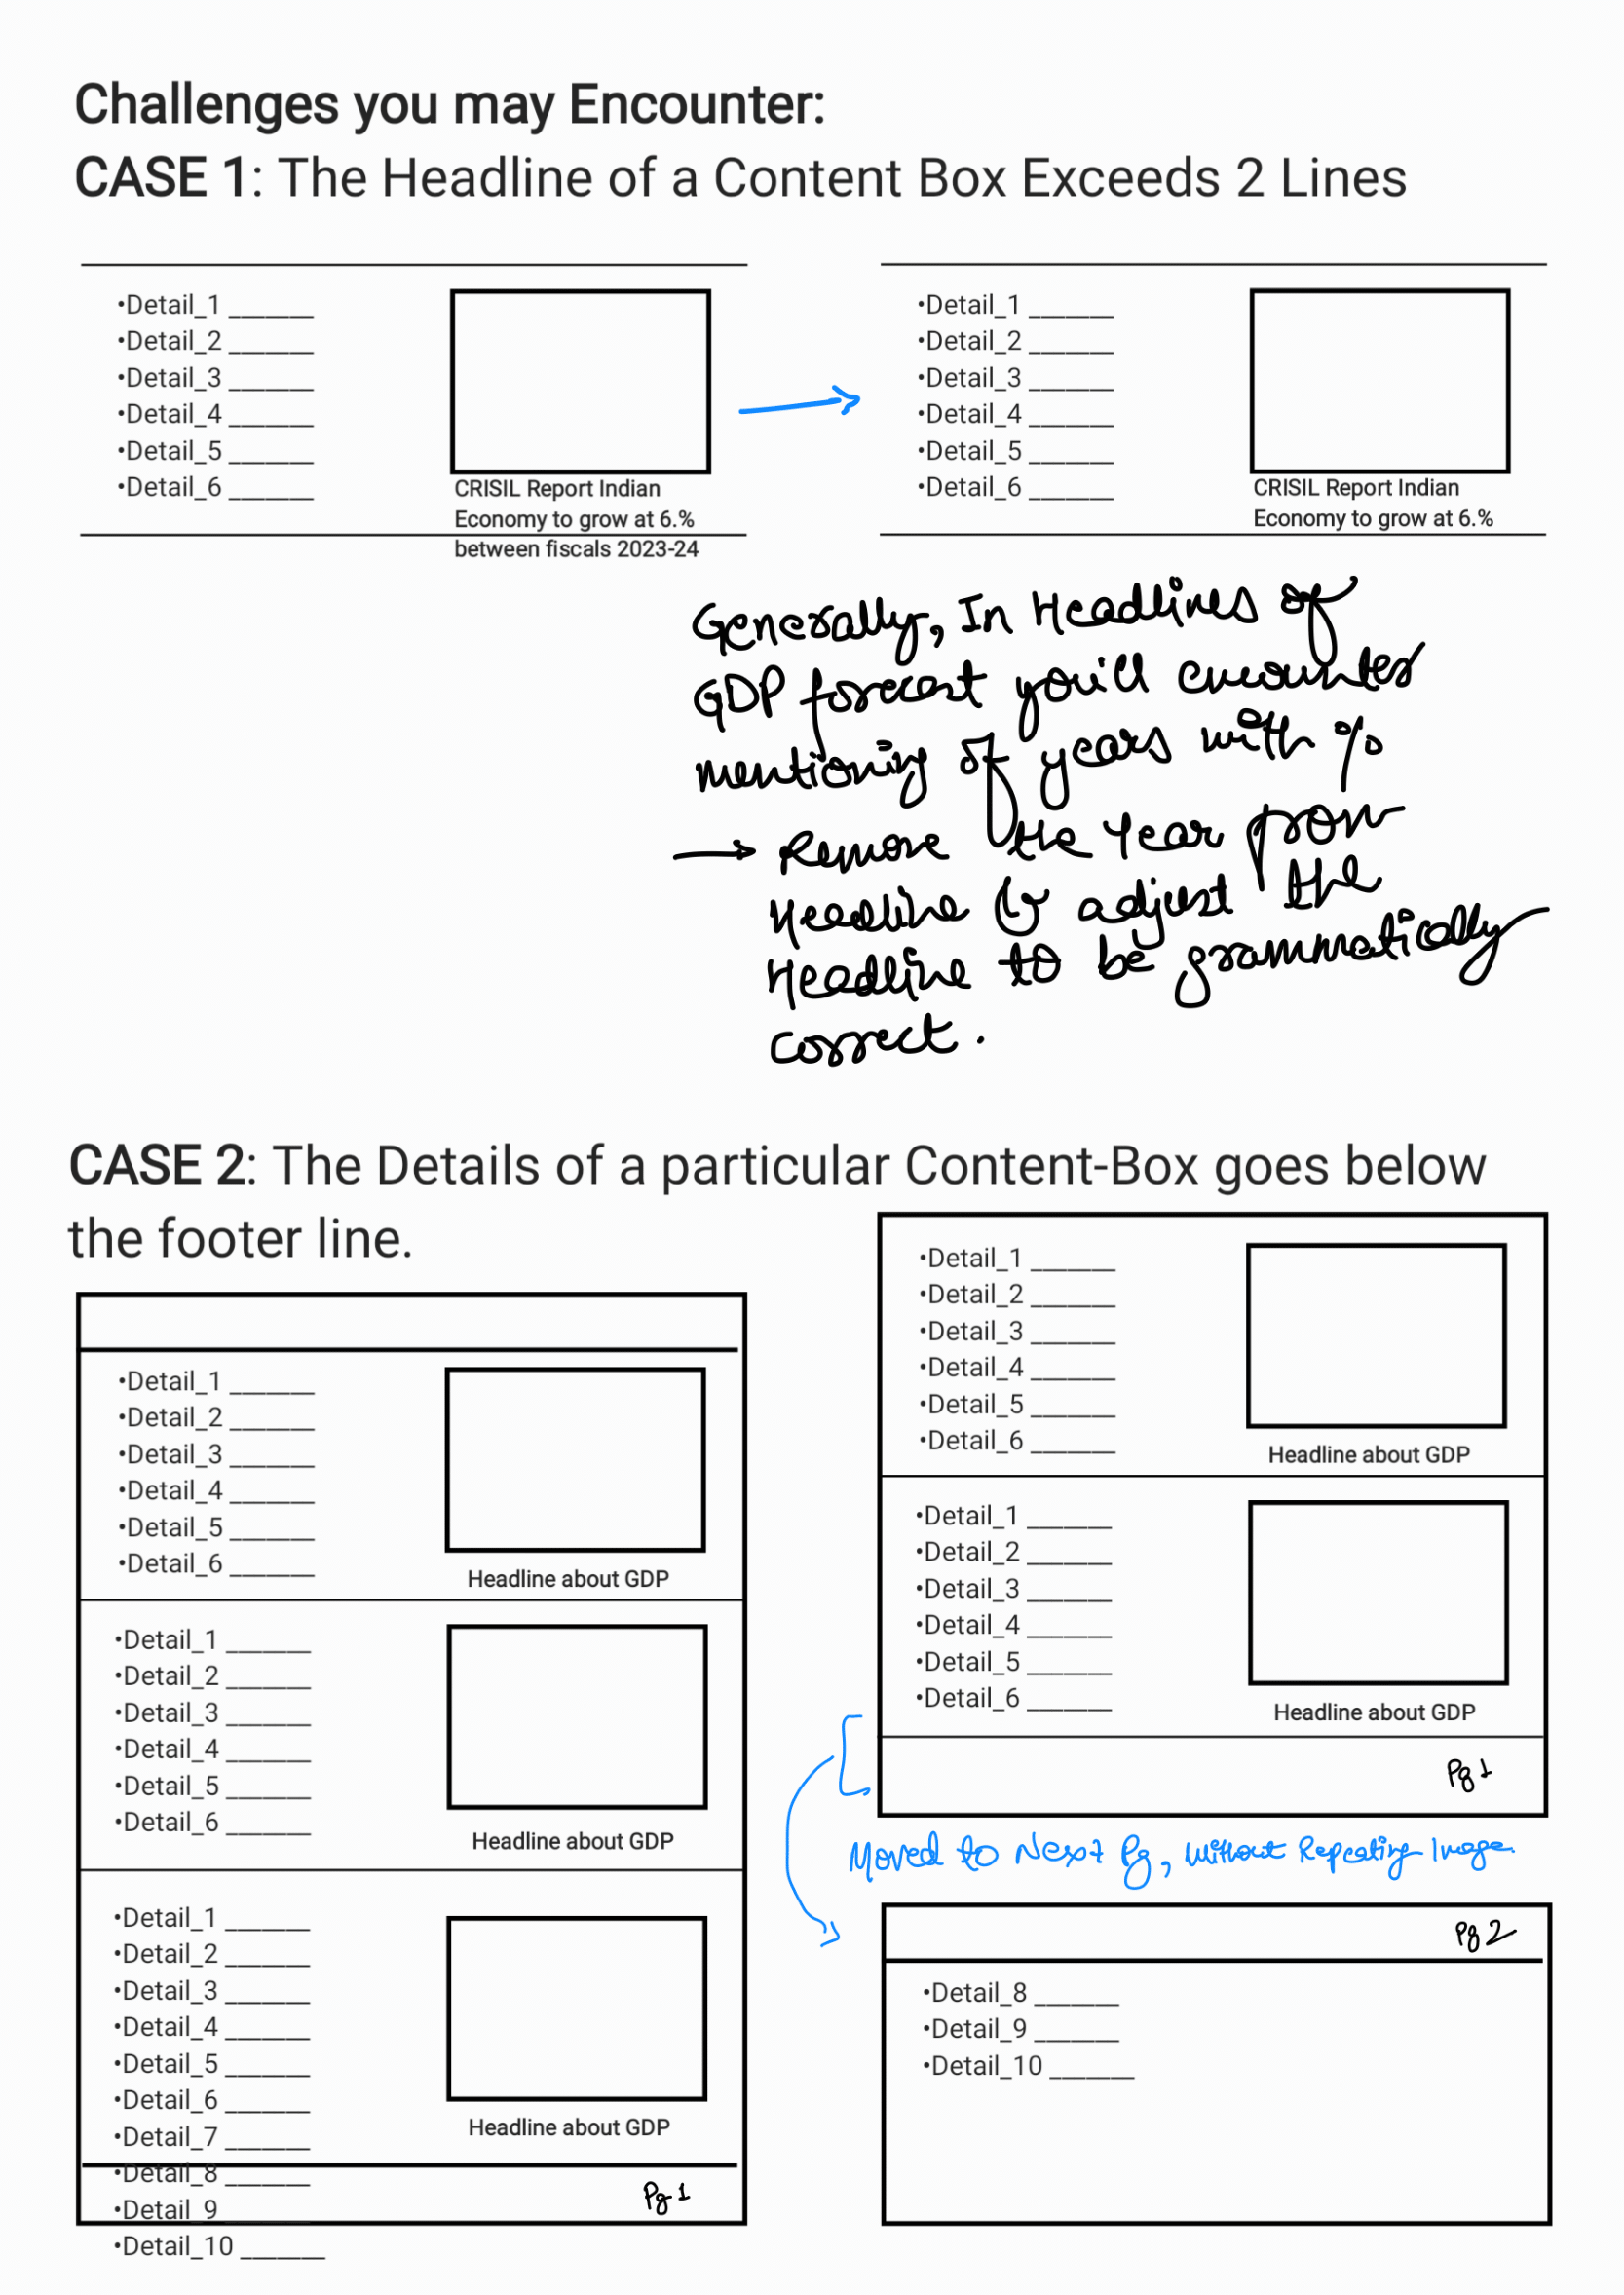 Challenges you may Encounter:
CASE 1: The Headline of a Content Box Exceeds 2 Lines
•Detail_1 ______
•Detail_2 ______
•Detail_3 ______
•Detail_4 ______
•Detail_5 ______
•Detail_6 ______
CRISIL Report Indian
Economy to grow at 6.%
between fiscals 2023-24
•Detail_1 ______
•Detail_2 ______
•Detail_3 ______
•Detail_4 ______
•Detail_5 ______
•Detail_6 ______
CRISIL Report Indian
Economy to grow at 6.%
Generally, In Headlines of
GDP forecast you'll encounter
mentioning of years with %
→ Remove the Year from
Headline & adjust the
Headline to be grammatically
correct.
CASE 2: The Details of a particular Content-Box goes below
the footer line.
•Detail_1 ______
•Detail_2 ______
•Detail_3 ______
•Detail_4 ______
•Detail_5 ______
•Detail_6 ______
Headline about GDP
•Detail_1 ______
•Detail_2 ______
•Detail_3 ______
•Detail_4 ______
•Detail_5 ______
•Detail_6 ______
Headline about GDP
•Detail_1 ______
•Detail_2 ______
•Detail_3 ______
•Detail_4 ______
•Detail_5 ______
•Detail_6 ______
•Detail_7 ______
Headline about GDP
•Detail_8 ______
•Detail_9 ______
•Detail_10 ______
Pg 1
•Detail_1 ______
•Detail_2 ______
•Detail_3 ______
•Detail_4 ______
•Detail_5 ______
•Detail_6 ______
Headline about GDP
•Detail_1 ______
•Detail_2 ______
•Detail_3 ______
•Detail_4 ______
•Detail_5 ______
•Detail_6 ______
Headline about GDP
Pg 1
Moved to Next Pg, without Repeating Image.
Pg 2
•Detail_8 ______
•Detail_9 ______
•Detail_10 ______